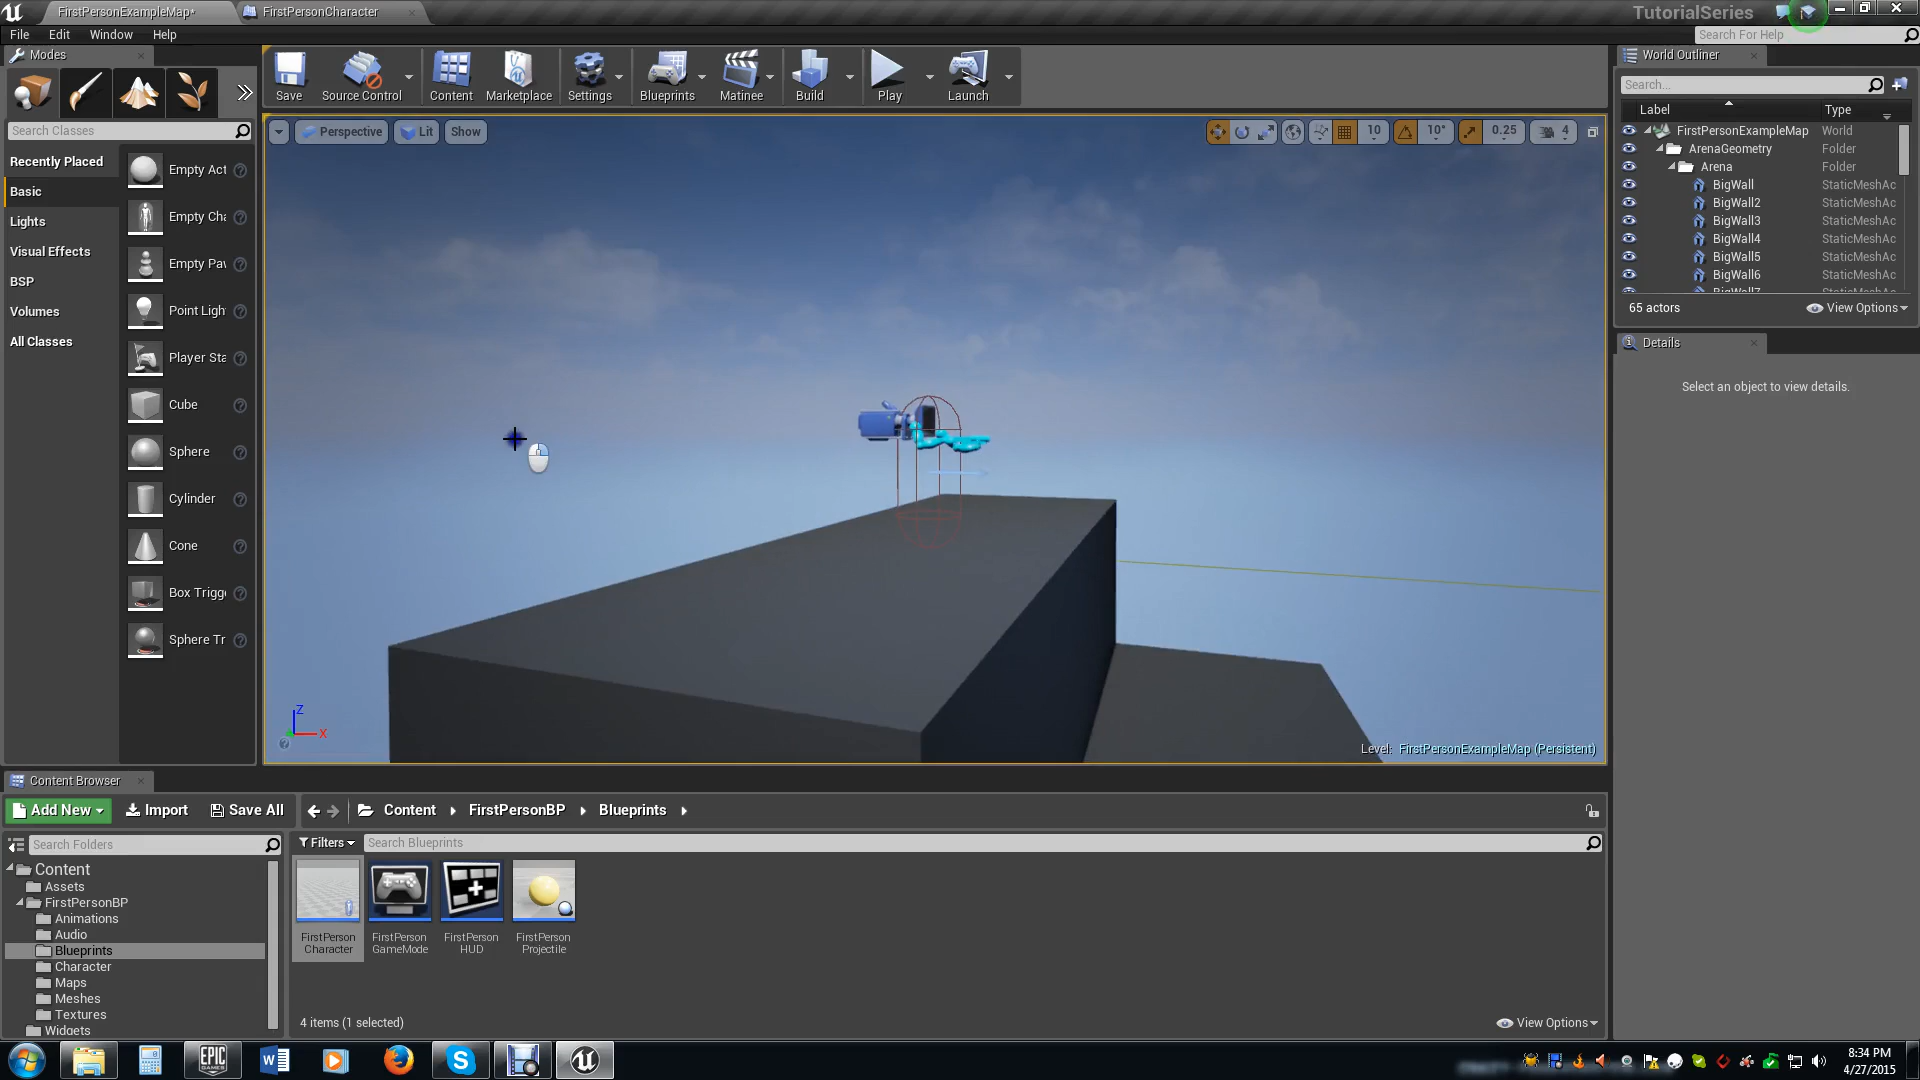 FirstPersonExampleMap*
FirstPersonCharacter
TutorialSeries
File Edit Window Help
Search For Help
Modes
Save
Source Control
Content
Marketplace
Settings
Blueprints
Matinee
Build
Play
Launch
World Outliner
Search...
Label Type
Search Classes
Perspective Lit Show
10 10° 0.25 4
Recently Placed
Basic
Lights
Visual Effects
BSP
Volumes
All Classes
Empty Act
Empty Cha
Empty Paw
Point Ligh
Player Sta
Cube
Sphere
Cylinder
Cone
Box Trigge
Sphere Tr
FirstPersonExampleMap World
ArenaGeometry Folder
Arena Folder
BigWall StaticMeshAc
BigWall2 StaticMeshAc
BigWall3 StaticMeshAc
BigWall4 StaticMeshAc
BigWall5 StaticMeshAc
BigWall6 StaticMeshAc
BigWall7 StaticMeshAc
65 actors
View Options
Details
Select an object to view details.
Z
X
Level: FirstPersonExampleMap (Persistent)
Content Browser
Add New Import Save All
Content FirstPersonBP Blueprints
Search Folders
Filters Search Blueprints
Content
Assets
FirstPersonBP
Animations
Audio
Blueprints
Character
Maps
Meshes
Textures
Widgets
FirstPerson Character
FirstPerson GameMode
FirstPerson HUD
FirstPerson Projectile
4 items (1 selected)
View Options
EPIC GAMES
8:34 PM
4/27/2015